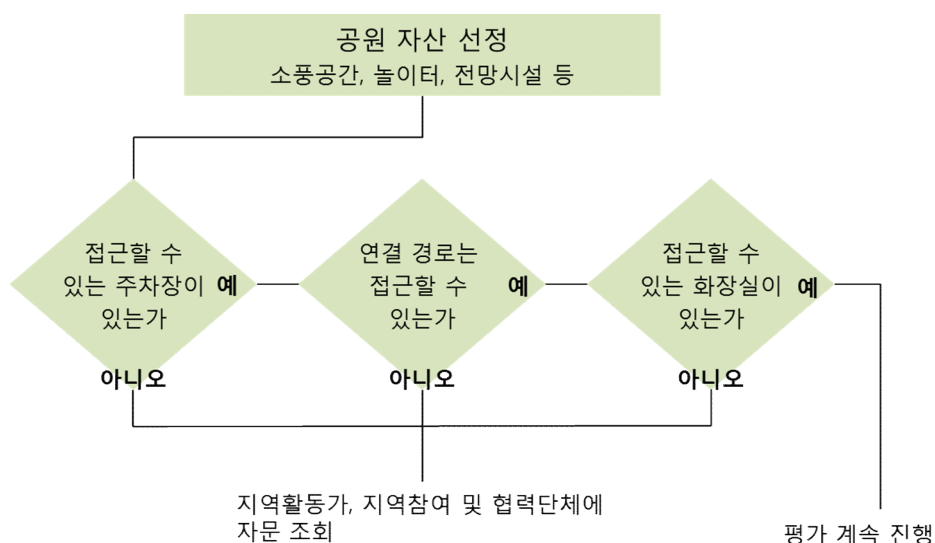 공원 자산 선정
소풍공간, 놀이터, 전망시설 등
접근할 수
있는 주차장이 예
있는가
아니오
연결 경로는
접근할 수 예
있는가
아니오
접근할 수
있는 화장실이 예
있는가
아니오
지역활동가, 지역참여 및 협력단체에
자문 조회
평가 계속 진행